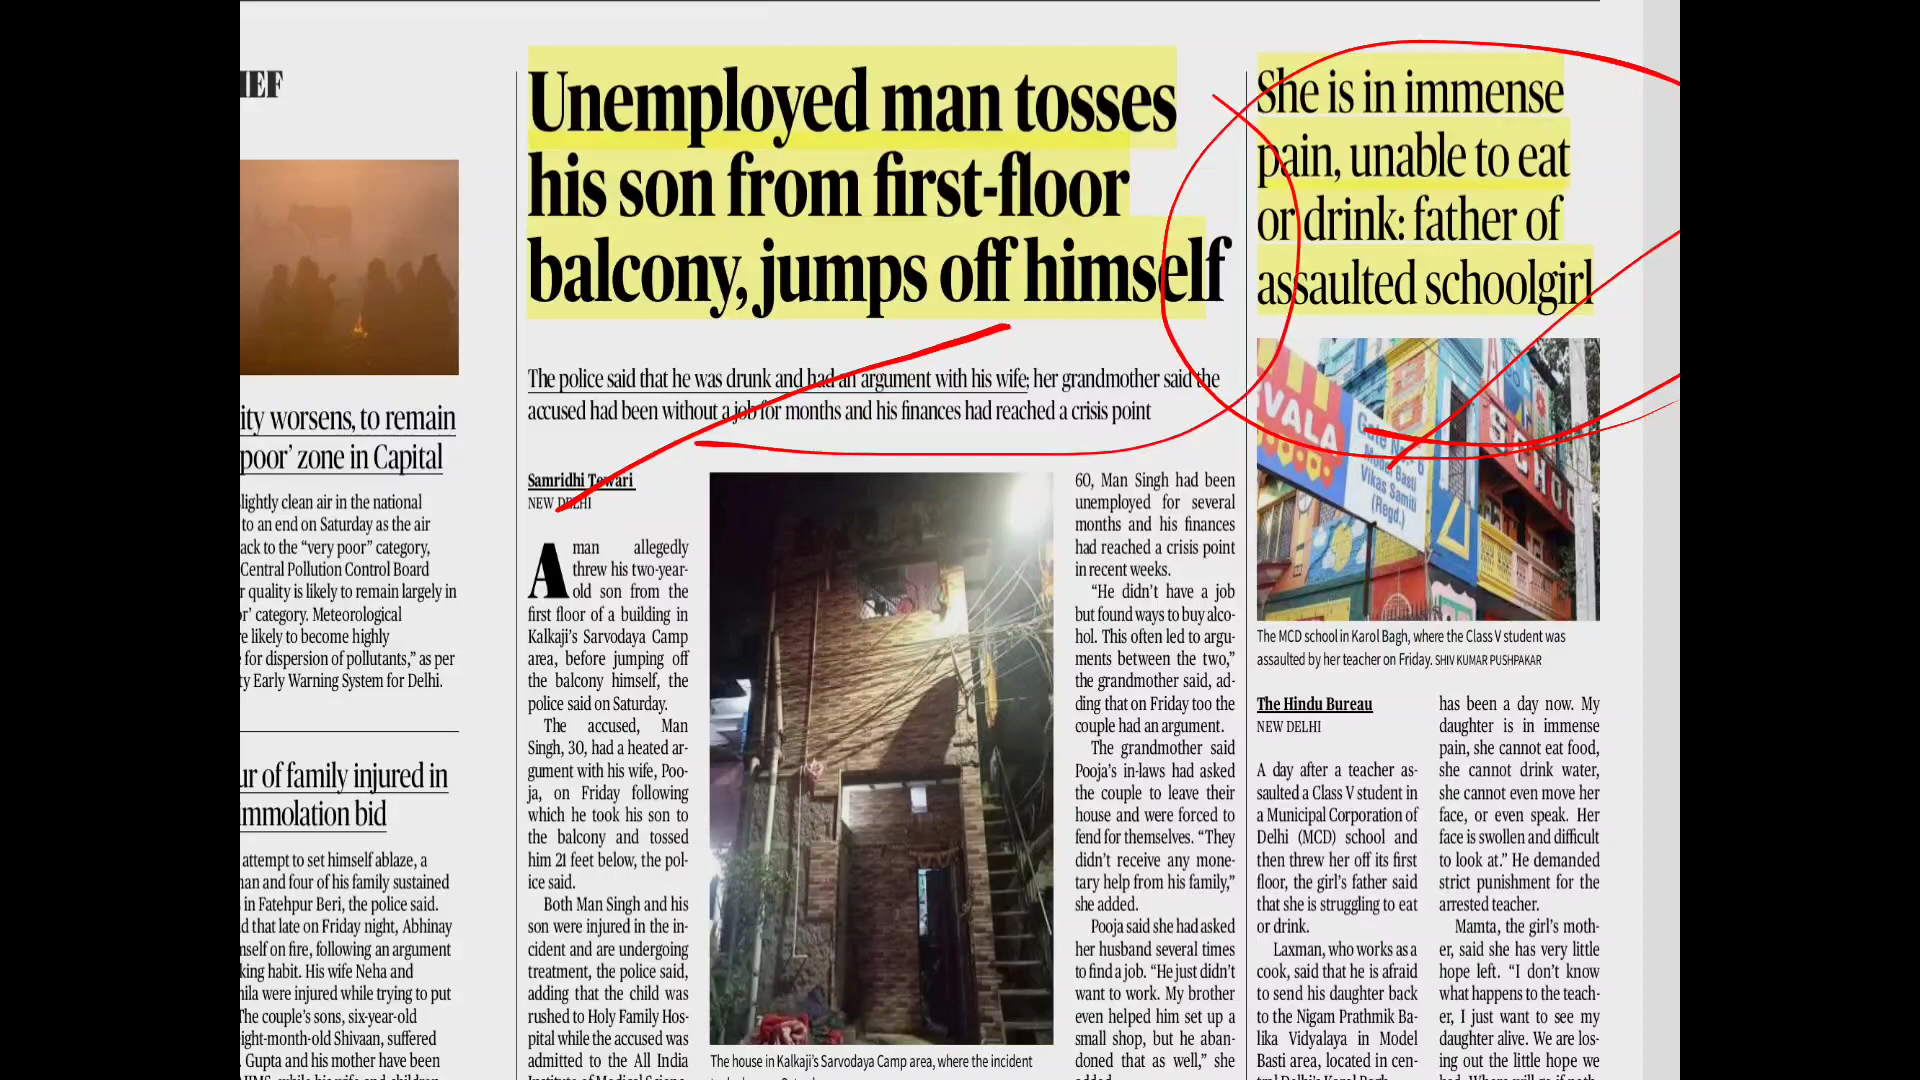 IEF
ity worsens, to remain
poor’ zone in Capital
lightly clean air in the national
to an end on Saturday as the air
ack to the “very poor” category,
Central Pollution Control Board
r quality is likely to remain largely in
or’ category. Meteorological
re likely to become highly
for dispersion of pollutants,” as per
ty Early Warning System for Delhi.
ur of family injured in
immolation bid
attempt to set himself ablaze, a
man and four of his family sustained
in Fatehpur Beri, the police said.
d that late on Friday night, Abhinay
mself on fire, following an argument
king habit. His wife Neha and
mila were injured while trying to put
The couple’s sons, six-year-old
ight-month-old Shivaan, suffered
Gupta and his mother have been
Unemployed man tosses
his son from first-floor
balcony, jumps off himself
The police said that he was drunk and had an argument with his wife; her grandmother said the
accused had been without a job for months and his finances had reached a crisis point
Samridhi Tewari
NEW DELHI
A man allegedly
threw his two-year-
old son from the
first floor of a building in
Kalkaji’s Sarvodaya Camp
area, before jumping off
the balcony himself, the
police said on Saturday.
The accused, Man
Singh, 30, had a heated ar-
gument with his wife, Poo-
ja, on Friday following
which he took his son to
the balcony and tossed
him 21 feet below, the pol-
ice said.
Both Man Singh and his
son were injured in the in-
cident and are undergoing
treatment, the police said,
adding that the child was
rushed to Holy Family Hos-
pital while the accused was
admitted to the All India
The house in Kalkaji’s Sarvodaya Camp area, where the incident
60, Man Singh had been
unemployed for several
months and his finances
had reached a crisis point
in recent weeks.
“He didn’t have a job
but found ways to buy alco-
hol. This often led to argu-
ments between the two,”
the grandmother said, ad-
ding that on Friday too the
couple had an argument.
The grandmother said
Pooja’s in-laws had asked
the couple to leave their
house and were forced to
fend for themselves. “They
didn’t receive any mone-
tary help from his family,”
she added.
Pooja said she had asked
her husband several times
to find a job. “He just didn’t
want to work. My brother
even helped him set up a
small shop, but he aban-
doned that as well,” she
She is in immense
pain, unable to eat
or drink: father of
assaulted schoolgirl
VALA
Gate No. 6
Model Basti
Vikas Samiti
(Regd.)
SCHOO
The MCD school in Karol Bagh, where the Class V student was
assaulted by her teacher on Friday. SHIV KUMAR PUSHPAKAR
The Hindu Bureau
NEW DELHI
A day after a teacher as-
saulted a Class V student in
a Municipal Corporation of
Delhi (MCD) school and
then threw her off its first
floor, the girl’s father said
that she is struggling to eat
or drink.
Laxman, who works as a
cook, said that he is afraid
to send his daughter back
to the Nigam Prathmik Ba-
lika Vidyalaya in Model
Basti area, located in cen-
has been a day now. My
daughter is in immense
pain, she cannot eat food,
she cannot drink water,
she cannot even move her
face, or even speak. Her
face is swollen and difficult
to look at.” He demanded
strict punishment for the
arrested teacher.
Mamta, the girl’s moth-
er, said she has very little
hope left. “I don’t know
what happens to the teach-
er, I just want to see my
daughter alive. We are los-
ing out the little hope we